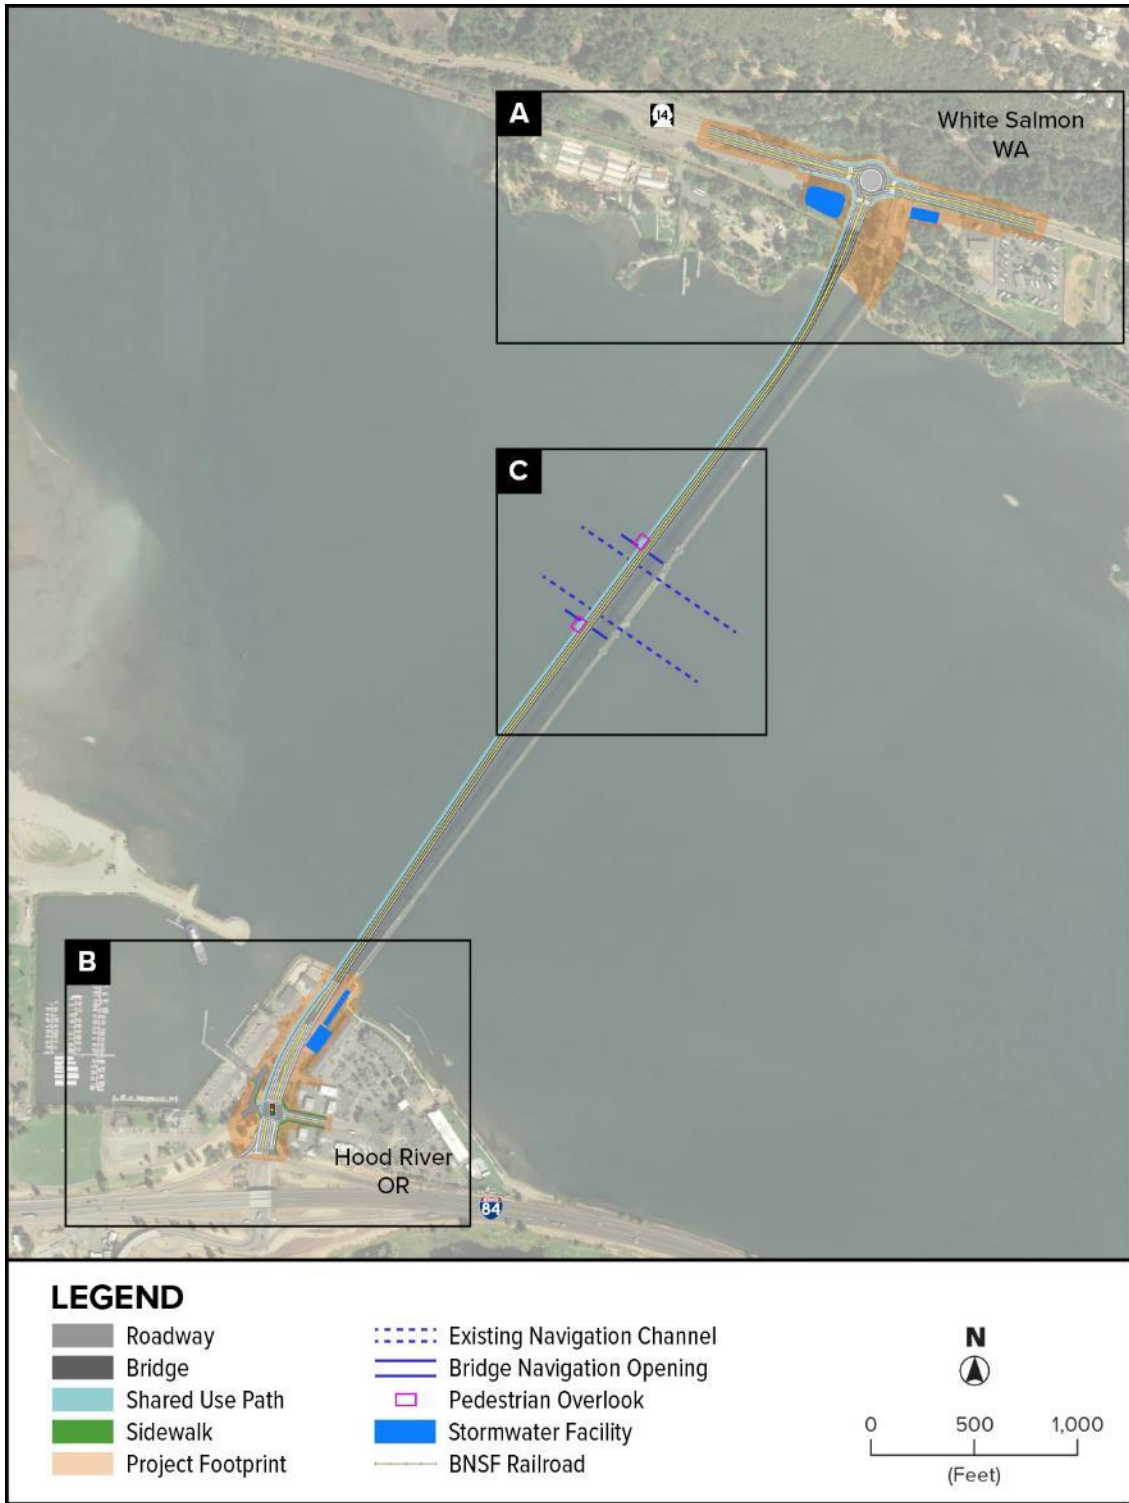 A
14
White Salmon
WA
C
B
Hood River
OR
84
LEGEND
Roadway
Bridge
Shared Use Path
Sidewalk
Project Footprint
Existing Navigation Channel
Bridge Navigation Opening
Pedestrian Overlook
Stormwater Facility
BNSF Railroad
N
0 500 1,000
(Feet)